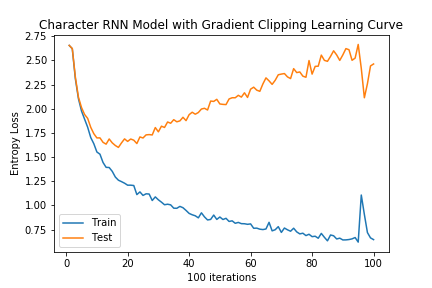 Character RNN Model with Gradient Clipping Learning Curve
2.75
2.50
2.25
2.00
1.75
1.50
1.25
1.00
0.75
Entropy Loss
Train
Test
0 20 40 60 80 100
100 iterations